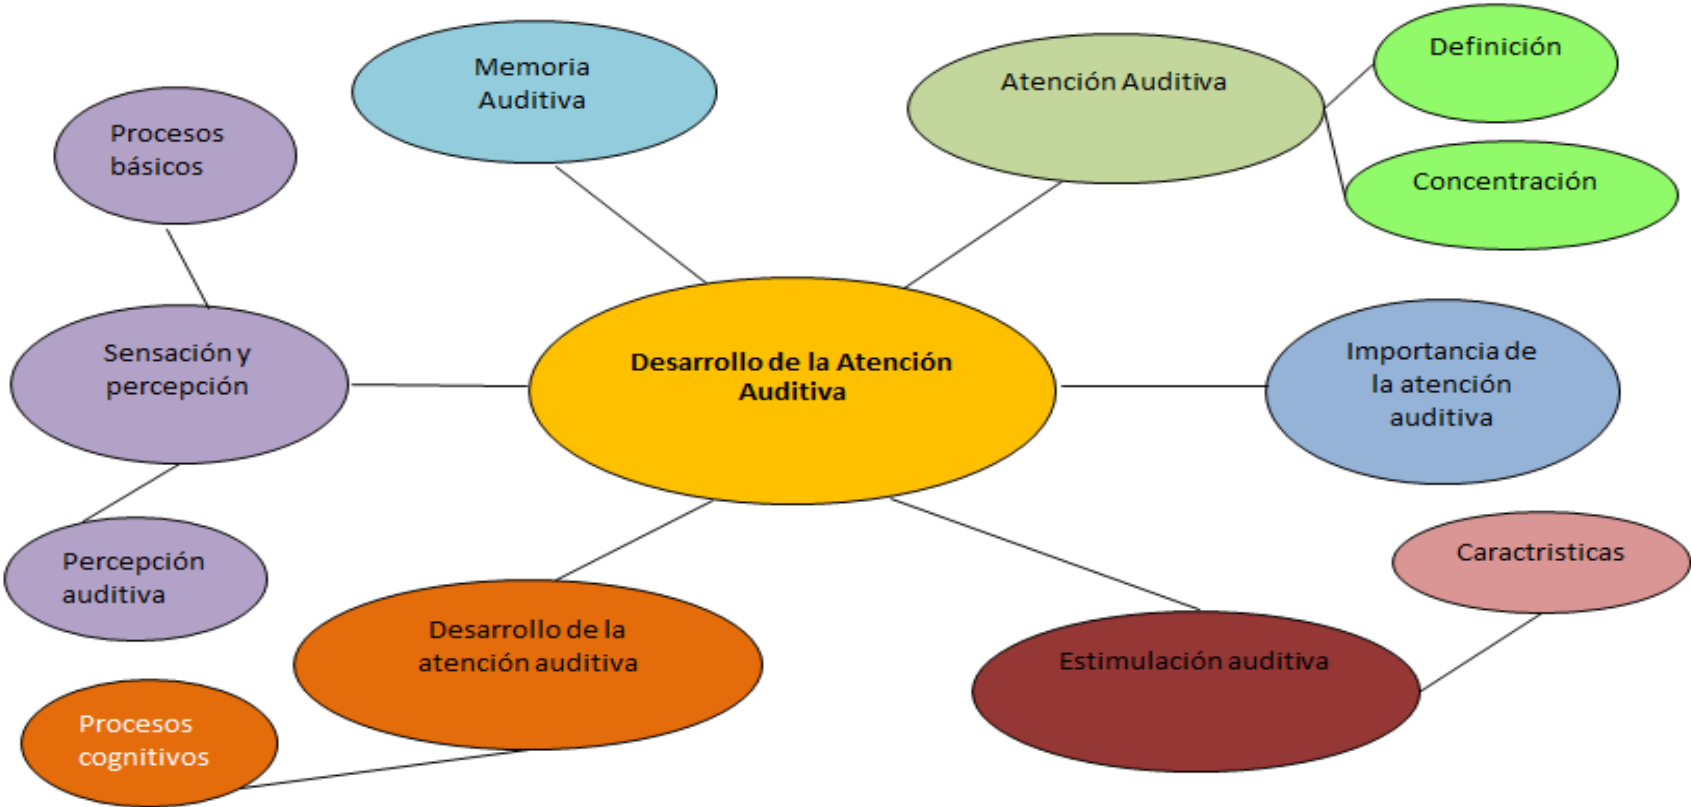 Memoria
Auditiva
Atención Auditiva
Definición
Concentración
Procesos
básicos
Sensación y
percepción
Desarrollo de la Atención
Auditiva
Importancia de
la atención
auditiva
Percepción
auditiva
Desarrollo de la
atención auditiva
Procesos
cognitivos
Estimulación auditiva
Caractristicas